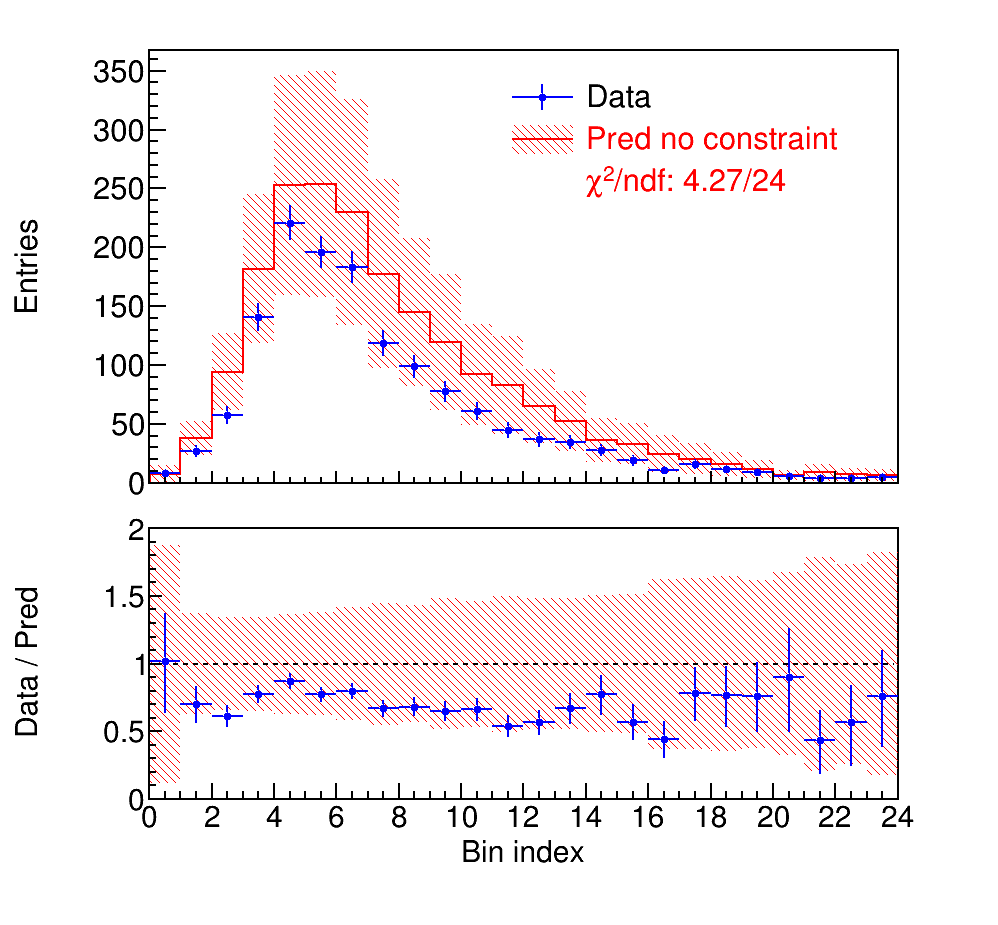 Entries
350
300
250
200
150
100
50
0
Data
Pred no constraint
χ²/ndf: 4.27/24
Data / Pred
2
1.5
1
0.5
0
0 2 4 6 8 10 12 14 16 18 20 22 24
Bin index